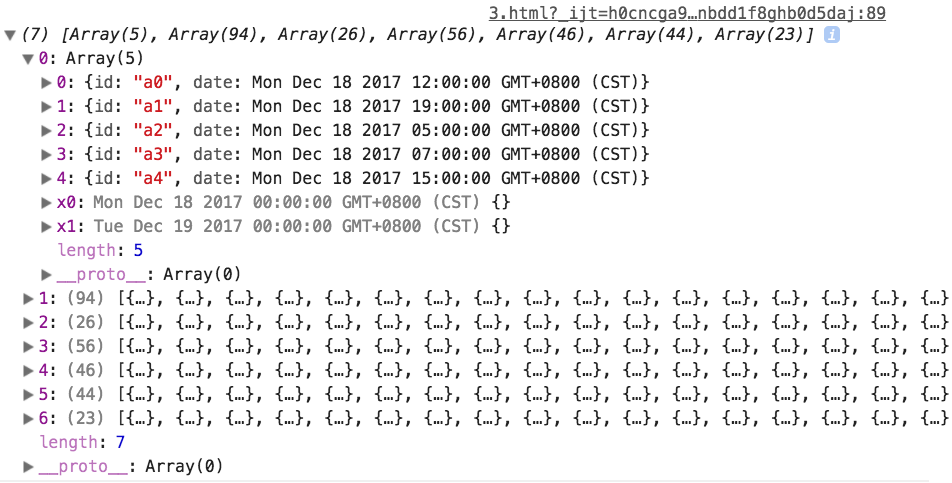 3.html?_ijt=h0cncga9…nbdd1f8ghb0d5daj:89
▼(7) [Array(5), Array(94), Array(26), Array(56), Array(46), Array(44), Array(23)] i
▼0: Array(5)
▶0: {id: "a0", date: Mon Dec 18 2017 12:00:00 GMT+0800 (CST)}
▶1: {id: "a1", date: Mon Dec 18 2017 19:00:00 GMT+0800 (CST)}
▶2: {id: "a2", date: Mon Dec 18 2017 05:00:00 GMT+0800 (CST)}
▶3: {id: "a3", date: Mon Dec 18 2017 07:00:00 GMT+0800 (CST)}
▶4: {id: "a4", date: Mon Dec 18 2017 15:00:00 GMT+0800 (CST)}
▶x0: Mon Dec 18 2017 00:00:00 GMT+0800 (CST) {}
▶x1: Tue Dec 19 2017 00:00:00 GMT+0800 (CST) {}
length: 5
▶__proto__: Array(0)
▶1: (94) [{…}, {…}, {…}, {…}, {…}, {…}, {…}, {…}, {…}, {…}, {…}, {…}, {…}, {…}, {…}, {…}, {…}
▶2: (26) [{…}, {…}, {…}, {…}, {…}, {…}, {…}, {…}, {…}, {…}, {…}, {…}, {…}, {…}, {…}, {…}, {…}
▶3: (56) [{…}, {…}, {…}, {…}, {…}, {…}, {…}, {…}, {…}, {…}, {…}, {…}, {…}, {…}, {…}, {…}, {…}
▶4: (46) [{…}, {…}, {…}, {…}, {…}, {…}, {…}, {…}, {…}, {…}, {…}, {…}, {…}, {…}, {…}, {…}, {…}
▶5: (44) [{…}, {…}, {…}, {…}, {…}, {…}, {…}, {…}, {…}, {…}, {…}, {…}, {…}, {…}, {…}, {…}, {…}
▶6: (23) [{…}, {…}, {…}, {…}, {…}, {…}, {…}, {…}, {…}, {…}, {…}, {…}, {…}, {…}, {…}, {…}, {…}
length: 7
▶__proto__: Array(0)